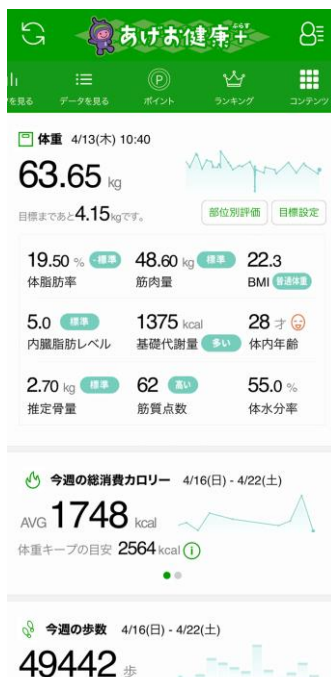 あげお健康＋
ぷらす
を見る
データを見る
ポイント
ランキング
コンテンツ
体重 4/13(木) 10:40
63.65 kg
目標まであと4.15kgです。
部位別評価 目標設定
19.50 % -標準 48.60 kg 標準 22.3
体脂肪率 筋肉量 BMI 普通体重
5.0 標準 1375 kcal 28 才
内臓脂肪レベル 基礎代謝量 多い 体内年齢
2.70 kg 標準 62 高い 55.0 %
推定骨量 筋質点数 体水分率
今週の総消費カロリー 4/16(日) - 4/22(土)
AVG 1748 kcal
体重キープの目安 2564 kcal i
今週の歩数 4/16(日) - 4/22(土)
49442 歩